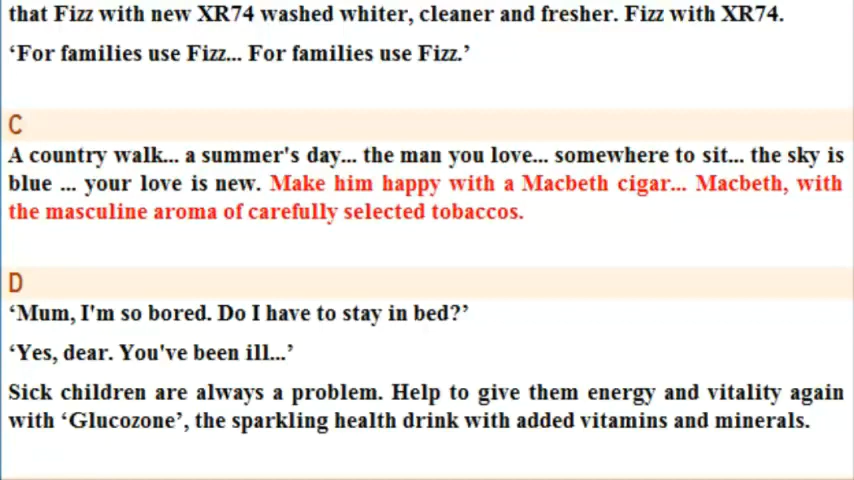 that Fizz with new XR74 washed whiter, cleaner and fresher. Fizz with XR74.
‘For families use Fizz... For families use Fizz.’
C
A country walk... a summer's day... the man you love... somewhere to sit... the sky is
blue ... your love is new. Make him happy with a Macbeth cigar... Macbeth, with
the masculine aroma of carefully selected tobaccos.
D
‘Mum, I'm so bored. Do I have to stay in bed?’
‘Yes, dear. You've been ill...’
Sick children are always a problem. Help to give them energy and vitality again
with ‘Glucozone’, the sparkling health drink with added vitamins and minerals.